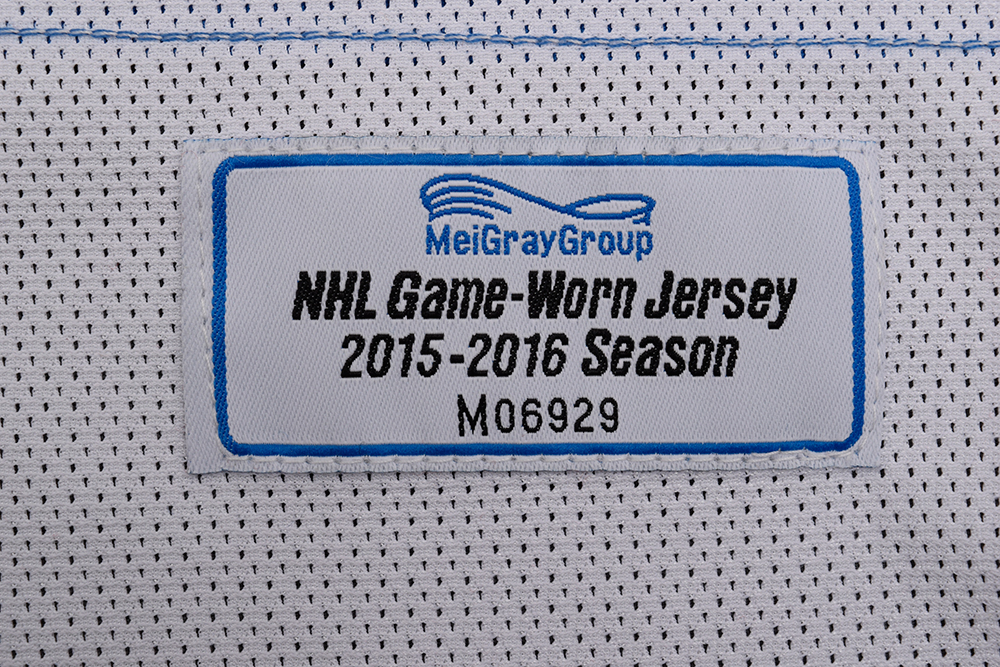 MeiGrayGroup
NHL Game-Worn Jersey
2015-2016 Season
M06929